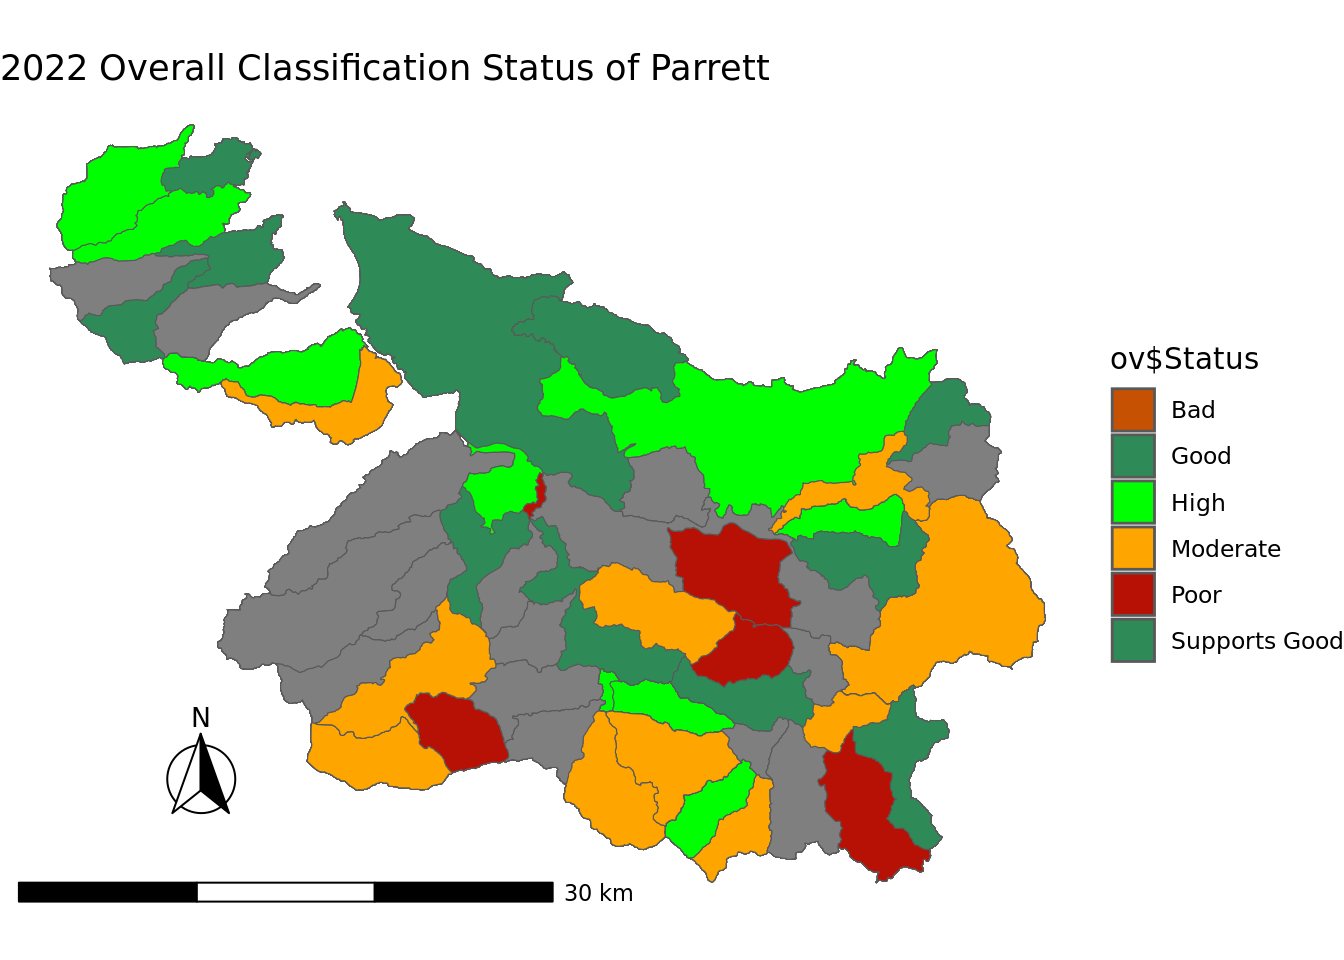 2022 Overall Classification Status of Parrett
ov$Status
Bad
Good
High
Moderate
Poor
Supports Good
N
30 km